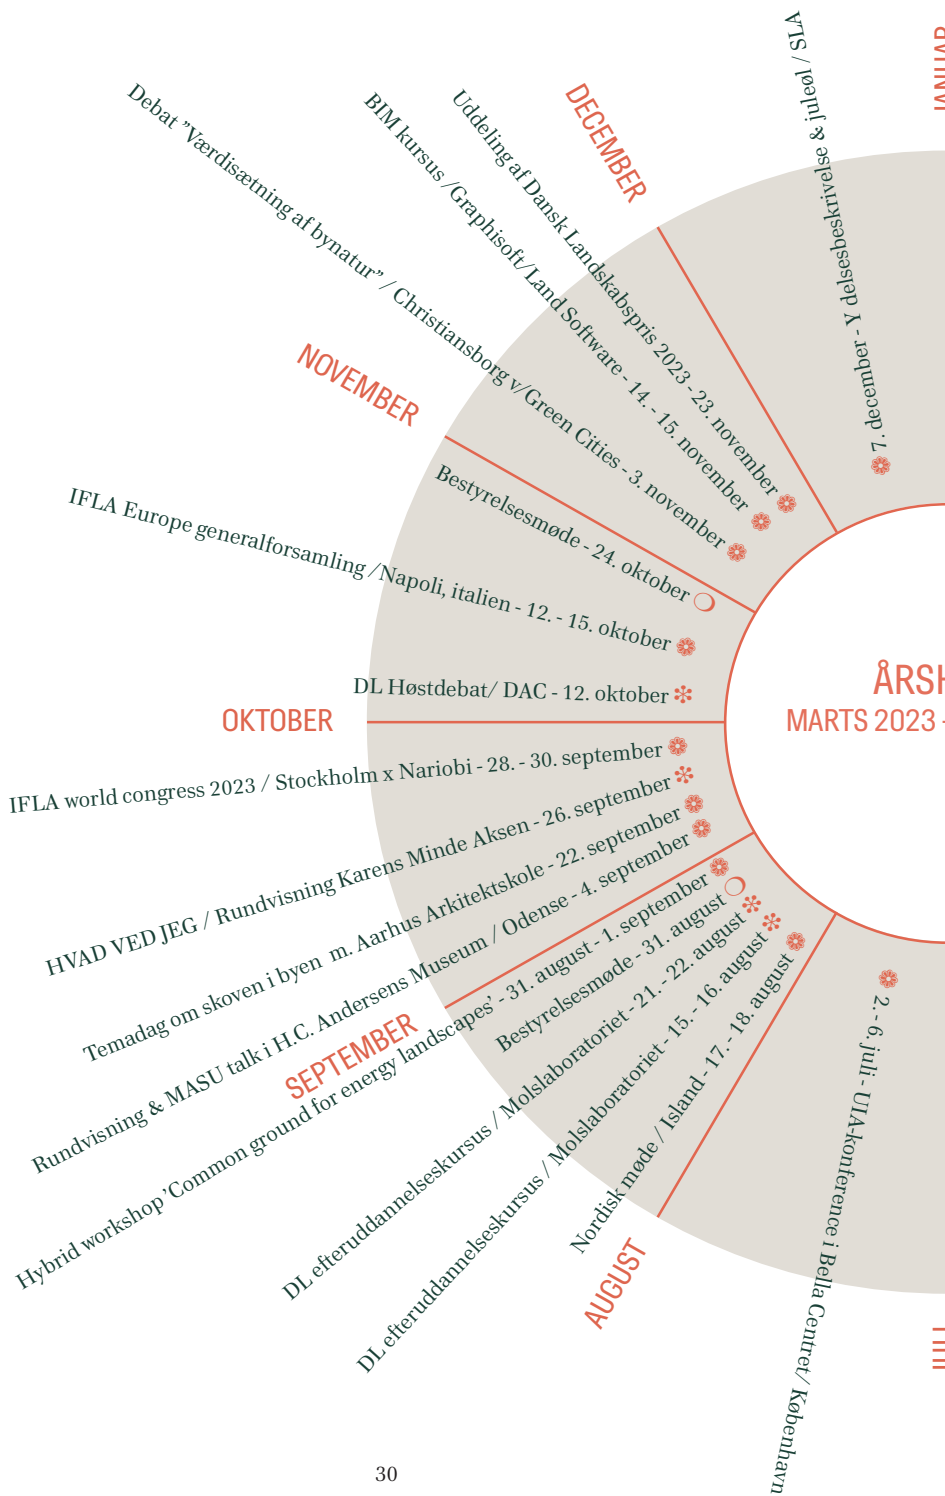 JANUAR
7. december - Y delsesbeskrivelse & juleøl / SLA
DECEMBER
Uddeling af Dansk Landskabspris 2023 - 23. november
BIM kursus /Graphisoft/Land Software - 14. - 15. november
Debat ”Værdisætning af bynatur” / Christiansborg v/Green Cities - 3. november
NOVEMBER
Bestyrelsesmøde - 24. oktober
IFLA Europe generalforsamling /Napoli, italien - 12. - 15. oktober
DL Høstdebat/ DAC - 12. oktober
OKTOBER
ÅRSH
MARTS 2023 -
IFLA world congress 2023 / Stockholm x Nariobi - 28. - 30. september
HVAD VED JEG / Rundvisning Karens Minde Aksen - 26. september
Temadag om skoven i byen m. Aarhus Arkitektskole - 22. september
Rundvisning & MASU talk i H.C. Andersens Museum / Odense - 4. september
SEPTEMBER
Hybrid workshop ’Common ground for energy landscapes’ - 31. august - 1. september
Bestyrelsesmøde - 31. august
DL efteruddannelseskursus / Molslaboratoriet - 21. - 22. august
DL efteruddannelseskursus / Molslaboratoriet - 15. - 16. august
Nordisk møde / Island - 17. - 18. august
AUGUST
2. - 6. juli - UIA-konference i Bella Centret/ København
30